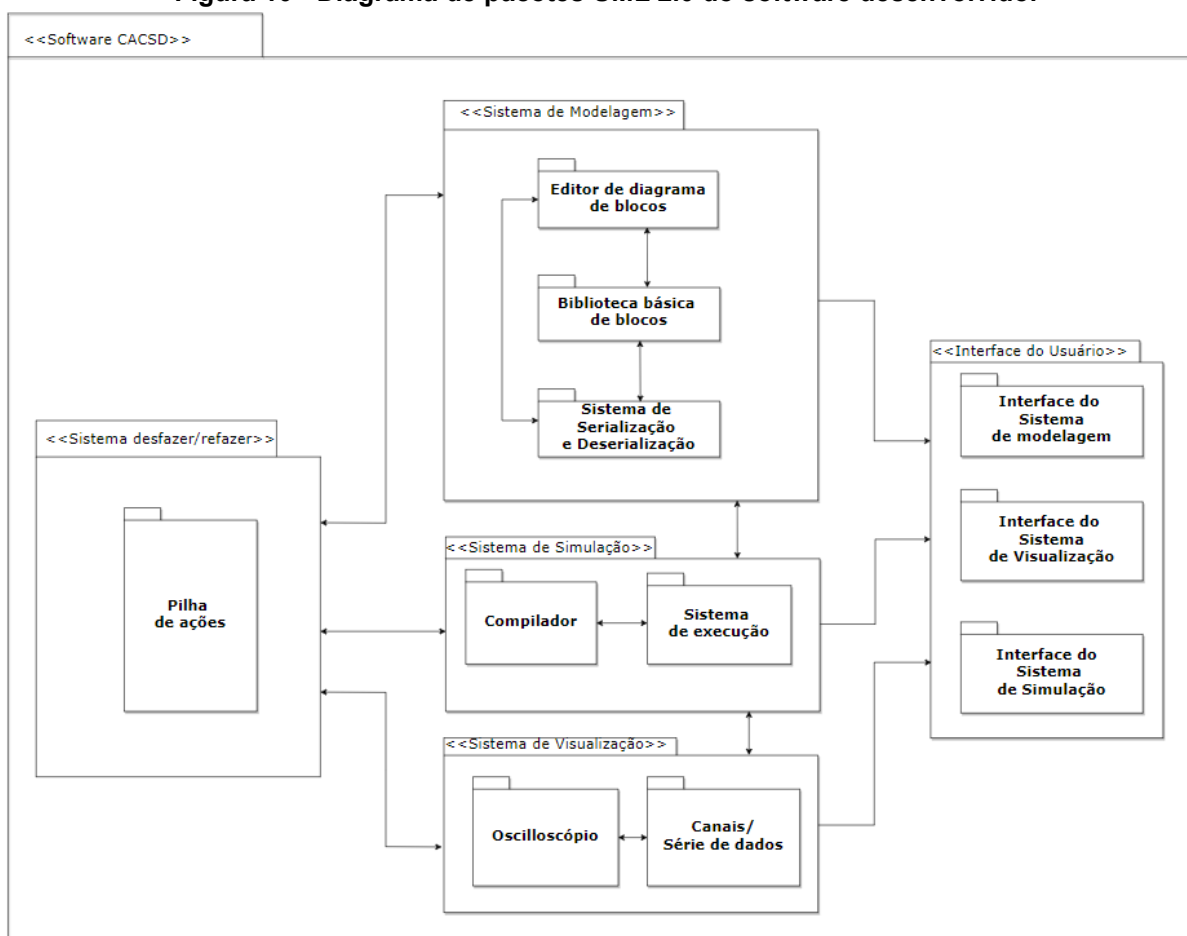 <<Software CACSD>>
<<Sistema de Modelagem>>
Editor de diagrama
de blocos
Biblioteca básica
de blocos
Sistema de
Serialização
e Deserialização
<<Sistema desfazer/refazer>>
Pilha
de ações
<<Sistema de Simulação>>
Compilador
Sistema
de execução
<<Sistema de Visualização>>
Oscilloscópio
Canais/
Série de dados
<<Interface do Usuário>>
Interface do
Sistema
de modelagem
Interface do
Sistema
de Visualização
Interface do
Sistema
de Simulação